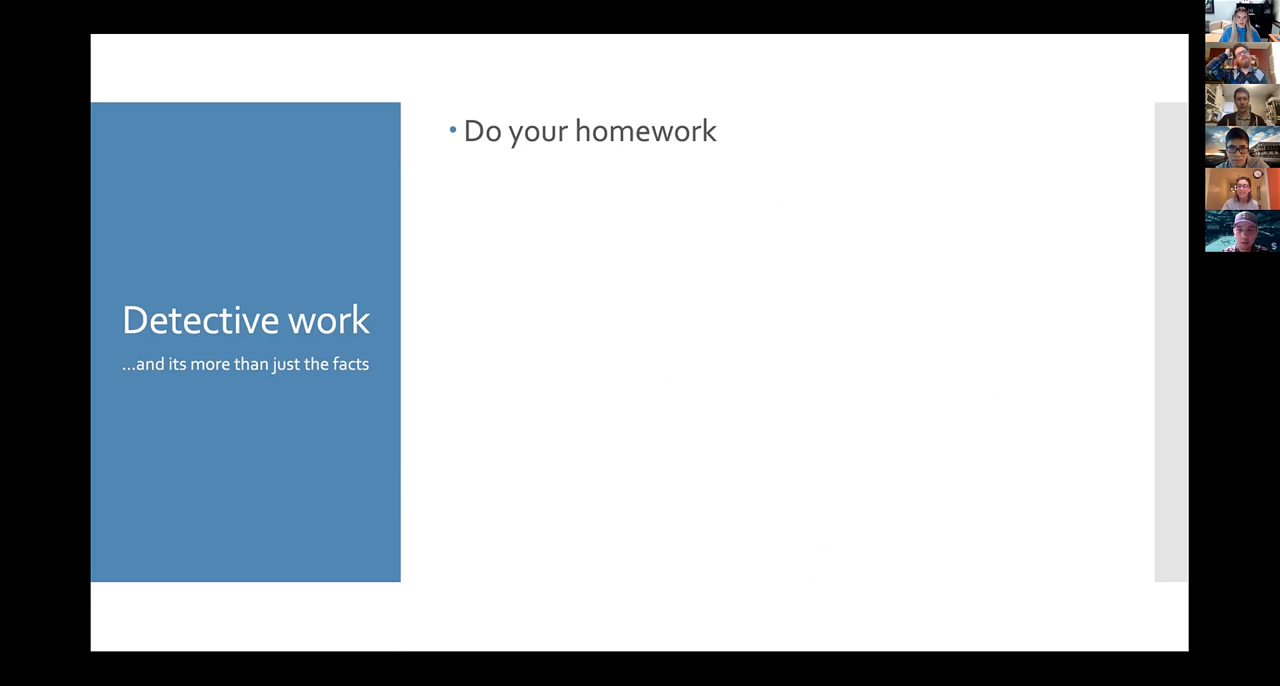 Detective work
...and its more than just the facts
• Do your homework